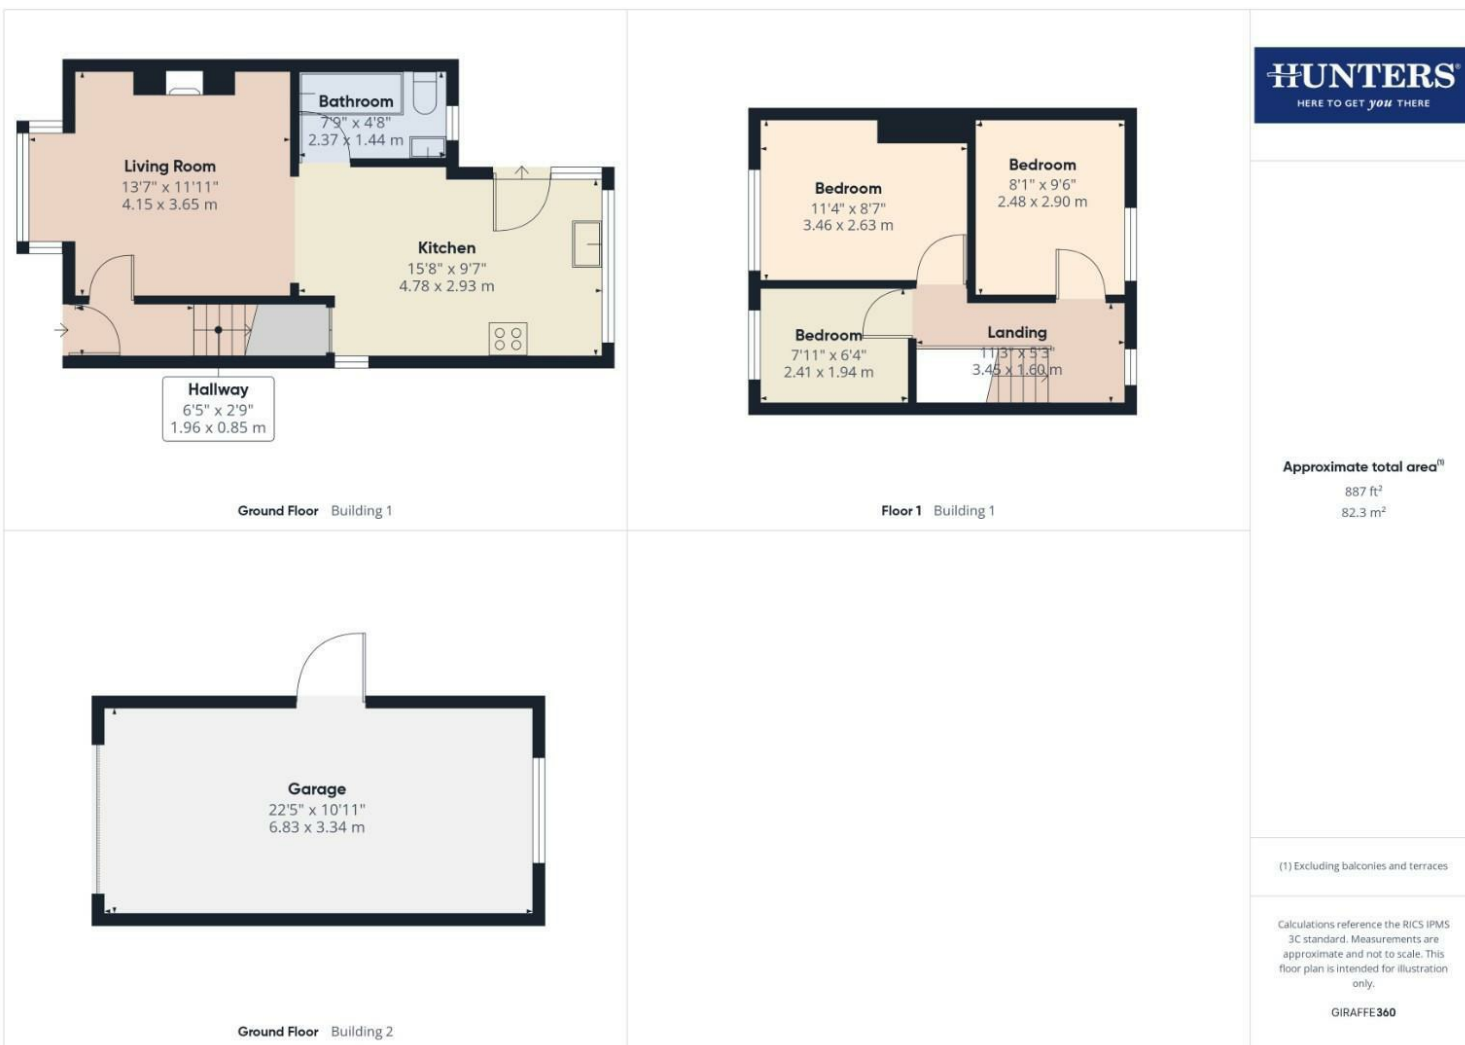 Living Room
13'7" x 11'11"
4.15 x 3.65 m
Bathroom
7'9" x 4'8"
2.37 x 1.44 m
Kitchen
15'8" x 9'7"
4.78 x 2.93 m
Hallway
6'5" x 2'9"
1.96 x 0.85 m
Ground Floor Building 1
Bedroom
11'4" x 8'7"
3.46 x 2.63 m
Bedroom
8'1" x 9'6"
2.48 x 2.90 m
Bedroom
7'11" x 6'4"
2.41 x 1.94 m
Landing
11'3" x 5'3"
3.45 x 1.60 m
Floor 1 Building 1
Garage
22'5" x 10'11"
6.83 x 3.34 m
Ground Floor Building 2
HUNTERS®
HERE TO GET you THERE
Approximate total area(1)
887 ft²
82.3 m²
(1) Excluding balconies and terraces
Calculations reference the RICS IPMS
3C standard. Measurements are
approximate and not to scale. This
floor plan is intended for illustration
only.
GIRAFFE360